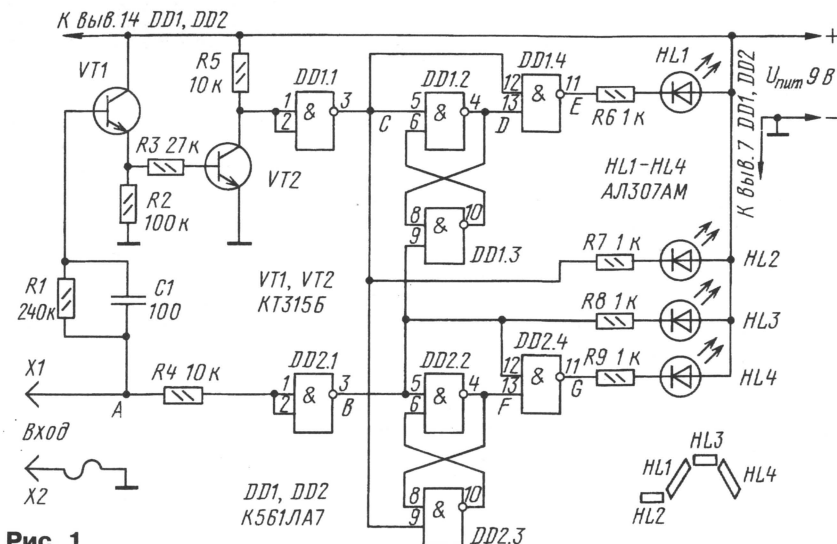 К выв.14 DD1, DD2
+
VT1
R5
10 к
DD1.1
DD1.2
DD1.4
HL1
Uпит 9 В
1
2
&
3
C
5
6
&
4
D
12
13
&
11
E
R6 1 к
−
К выв.7 DD1, DD2
R3 27 к
VT2
R2
100 к
8
9
&
10
DD1.3
HL1-HL4
АЛ307АМ
R1
240к
C1
100
VT1, VT2
КТ315Б
R7 1 к
HL2
R8 1 к
HL3
X1
A
R4 10 к
DD2.1
1
2
&
3
B
DD2.2
5
6
&
4
F
DD2.4
12
13
&
11
G
R9 1 к
HL4
Вход
X2
DD1, DD2
К561ЛА7
8
9
&
10
DD2.3
HL3
HL1
HL4
HL2
Рис. 1